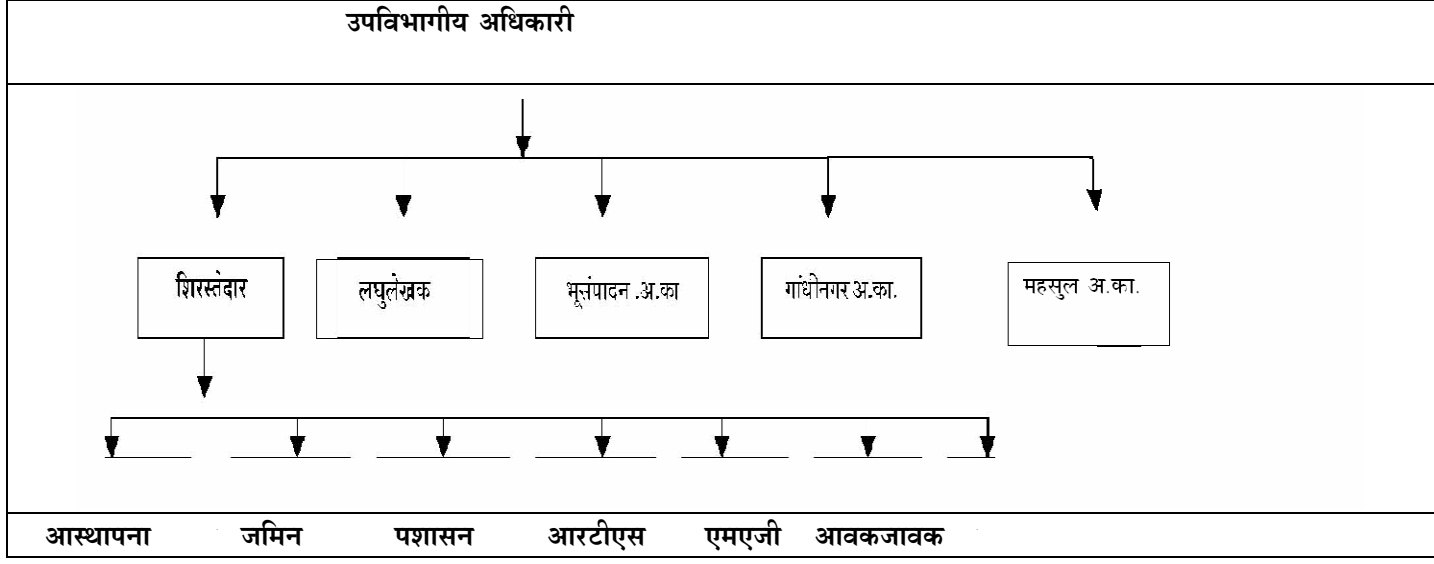 उपविभागीय अधिकारी
शिरस्तेदार लघुलेखक भूसंपादन .अ.का गांधीनगर अ.का. महसुल अ.का.
आस्थापना जमिन पशासन आरटीएस एमएजी आवकजावक